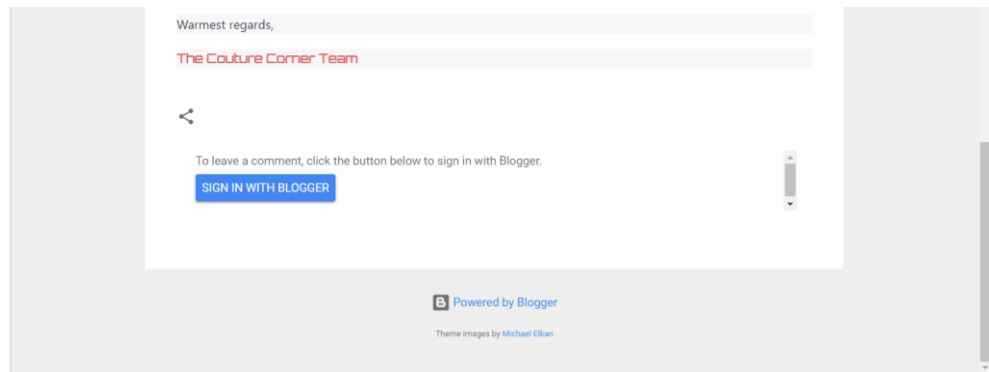 Warmest regards,
The Couture Corner Team
To leave a comment, click the button below to sign in with Blogger.
SIGN IN WITH BLOGGER
Powered by Blogger
Theme images by Michael Elkan